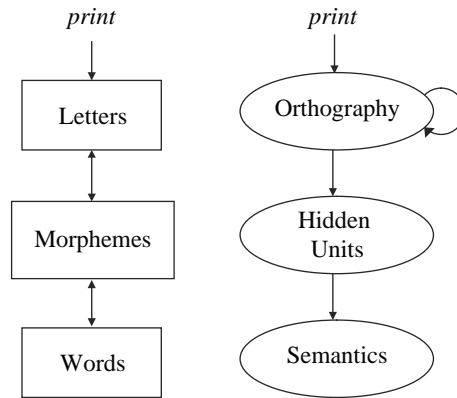 print
Letters
Morphemes
Words
print
Orthography
Hidden
Units
Semantics